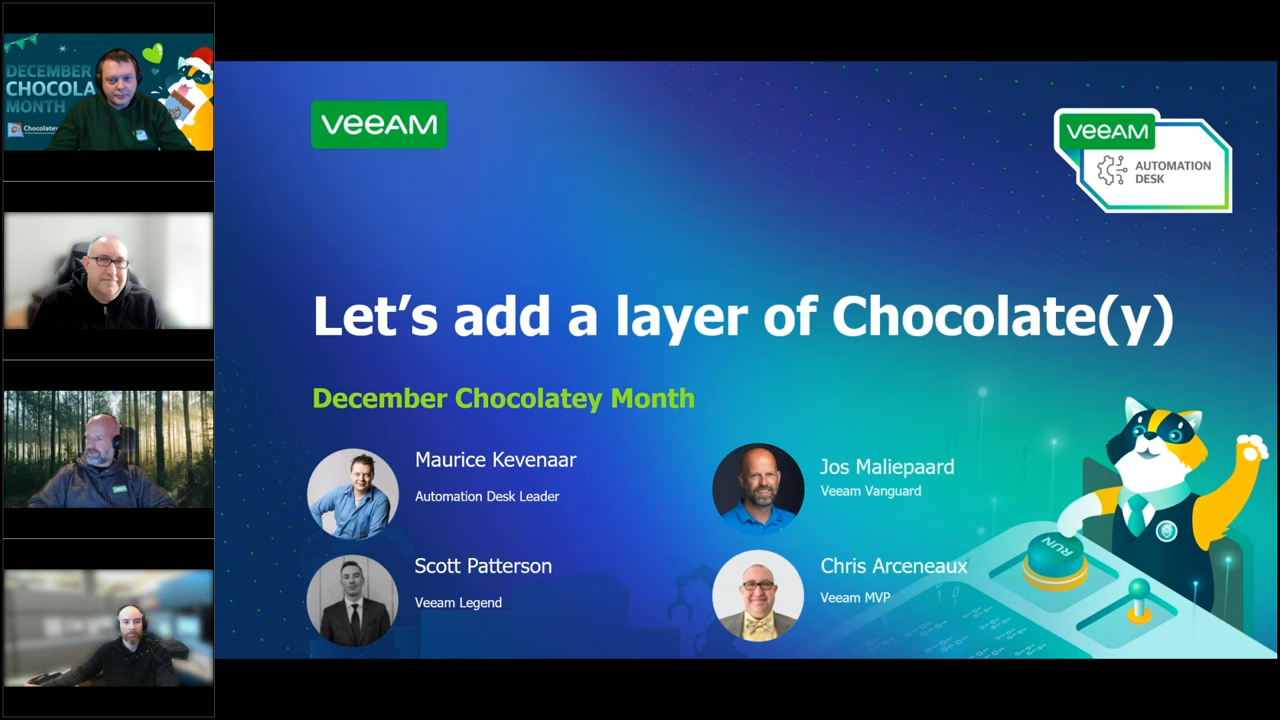 DECEMBER
CHOCOLA
MONTH
Chocolatey
veeAM
veeAM
AUTOMATION
DESK
Let's add a layer of Chocolate(y)
December Chocolatey Month
Maurice Kevenaar
Automation Desk Leader
Jos Maliepaard
Veeam Vanguard
Scott Patterson
Veeam Legend
Chris Arceneaux
Veeam MVP
RUN